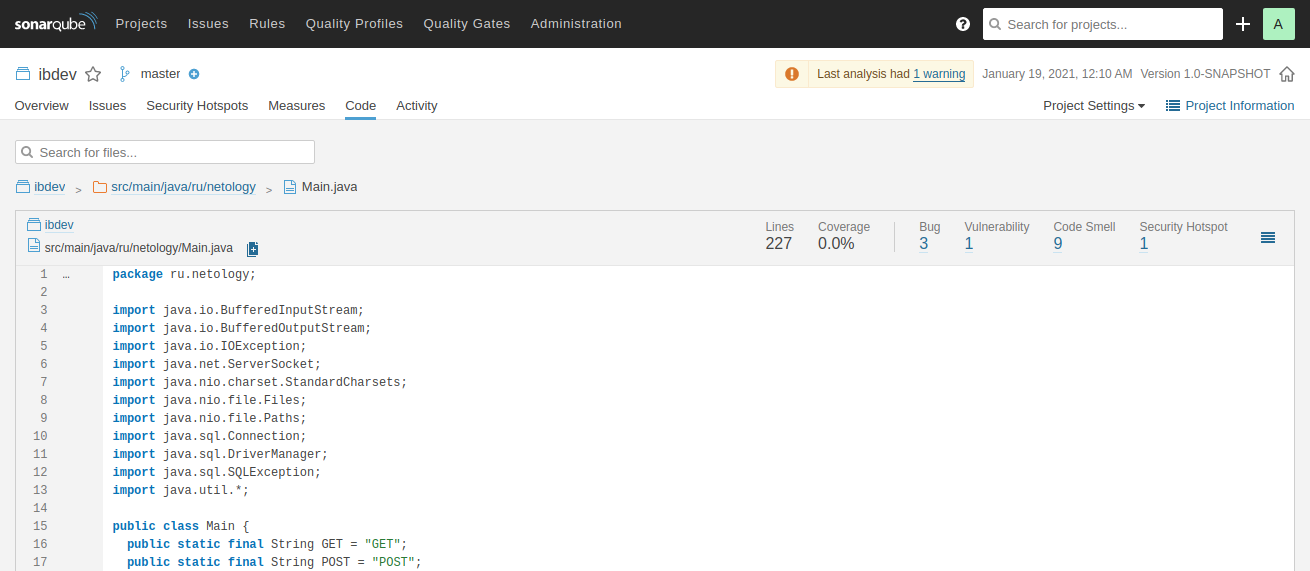 sonarqube Projects Issues Rules Quality Profiles Quality Gates Administration ? Search for projects... A
ibdev master Last analysis had 1 warning January 19, 2021, 12:10 AM Version 1.0-SNAPSHOT
Overview Issues Security Hotspots Measures Code Activity Project Settings Project Information
Search for files...
ibdev > src/main/java/ru/netology > Main.java
ibdev Lines Coverage Bug Vulnerability Code Smell Security Hotspot
src/main/java/ru/netology/Main.java 227 0.0% 3 1 9 1
1 … package ru.netology;
2
3 import java.io.BufferedInputStream;
4 import java.io.BufferedOutputStream;
5 import java.io.IOException;
6 import java.net.ServerSocket;
7 import java.nio.charset.StandardCharsets;
8 import java.nio.file.Files;
9 import java.nio.file.Paths;
10 import java.sql.Connection;
11 import java.sql.DriverManager;
12 import java.sql.SQLException;
13 import java.util.*;
14
15 public class Main {
16 public static final String GET = "GET";
17 public static final String POST = "POST";